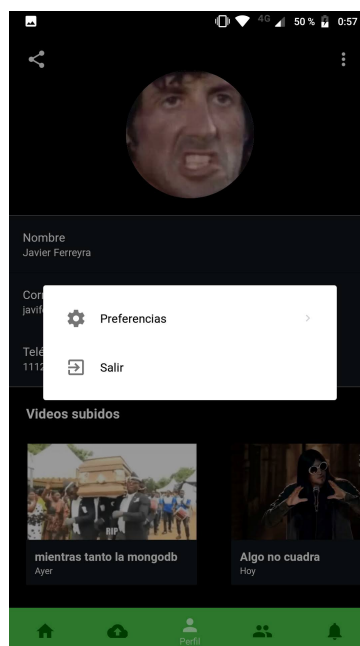 4G 50 % 0:57
Nombre
Javier Ferreyra
Preferencias
Salir
Videos subidos
RIP
mientras tanto la mongodb
Ayer
Algo no cuadra
Hoy
Perfil